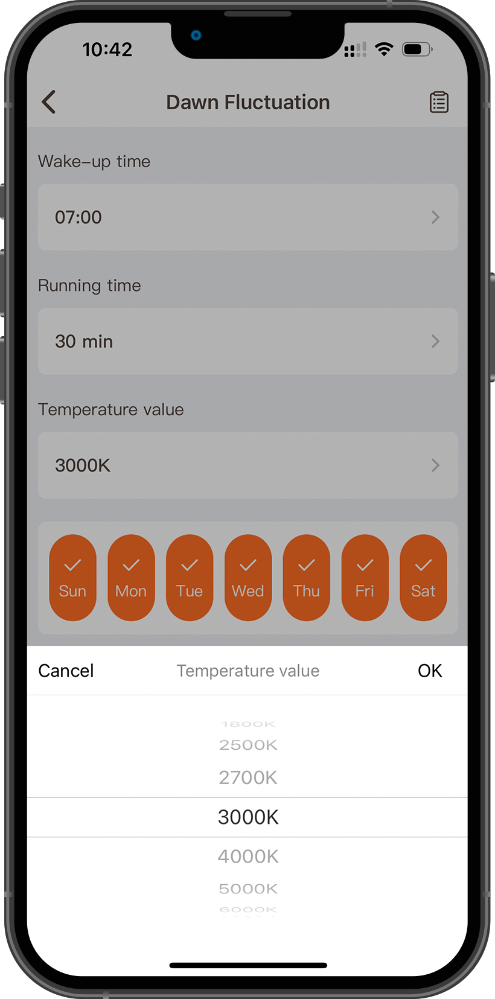 10:42
Dawn Fluctuation
Wake-up time
07:00
Running time
30 min
Temperature value
3000K
Sun Mon Tue Wed Thu Fri Sat
Cancel Temperature value OK
1800K
2500K
2700K
3000K
4000K
5000K
6000K